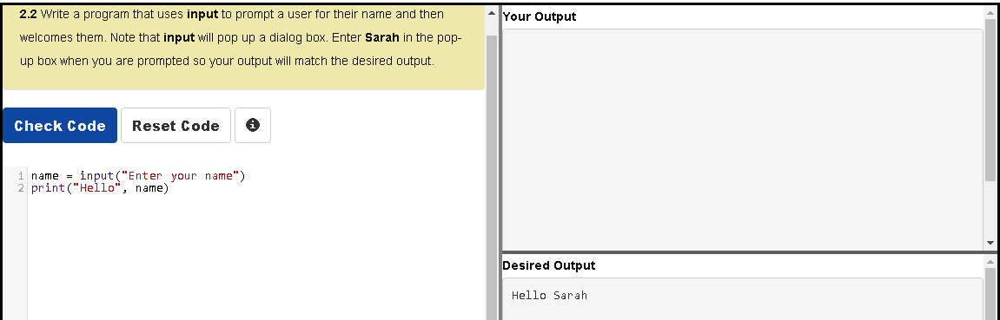 2.2 Write a program that uses input to prompt a user for their name and then
welcomes them. Note that input will pop up a dialog box. Enter Sarah in the pop-
up box when you are prompted so your output will match the desired output.
Check Code
Reset Code
1 name = input("Enter your name")
2 print("Hello", name)
Your Output
Desired Output
Hello Sarah